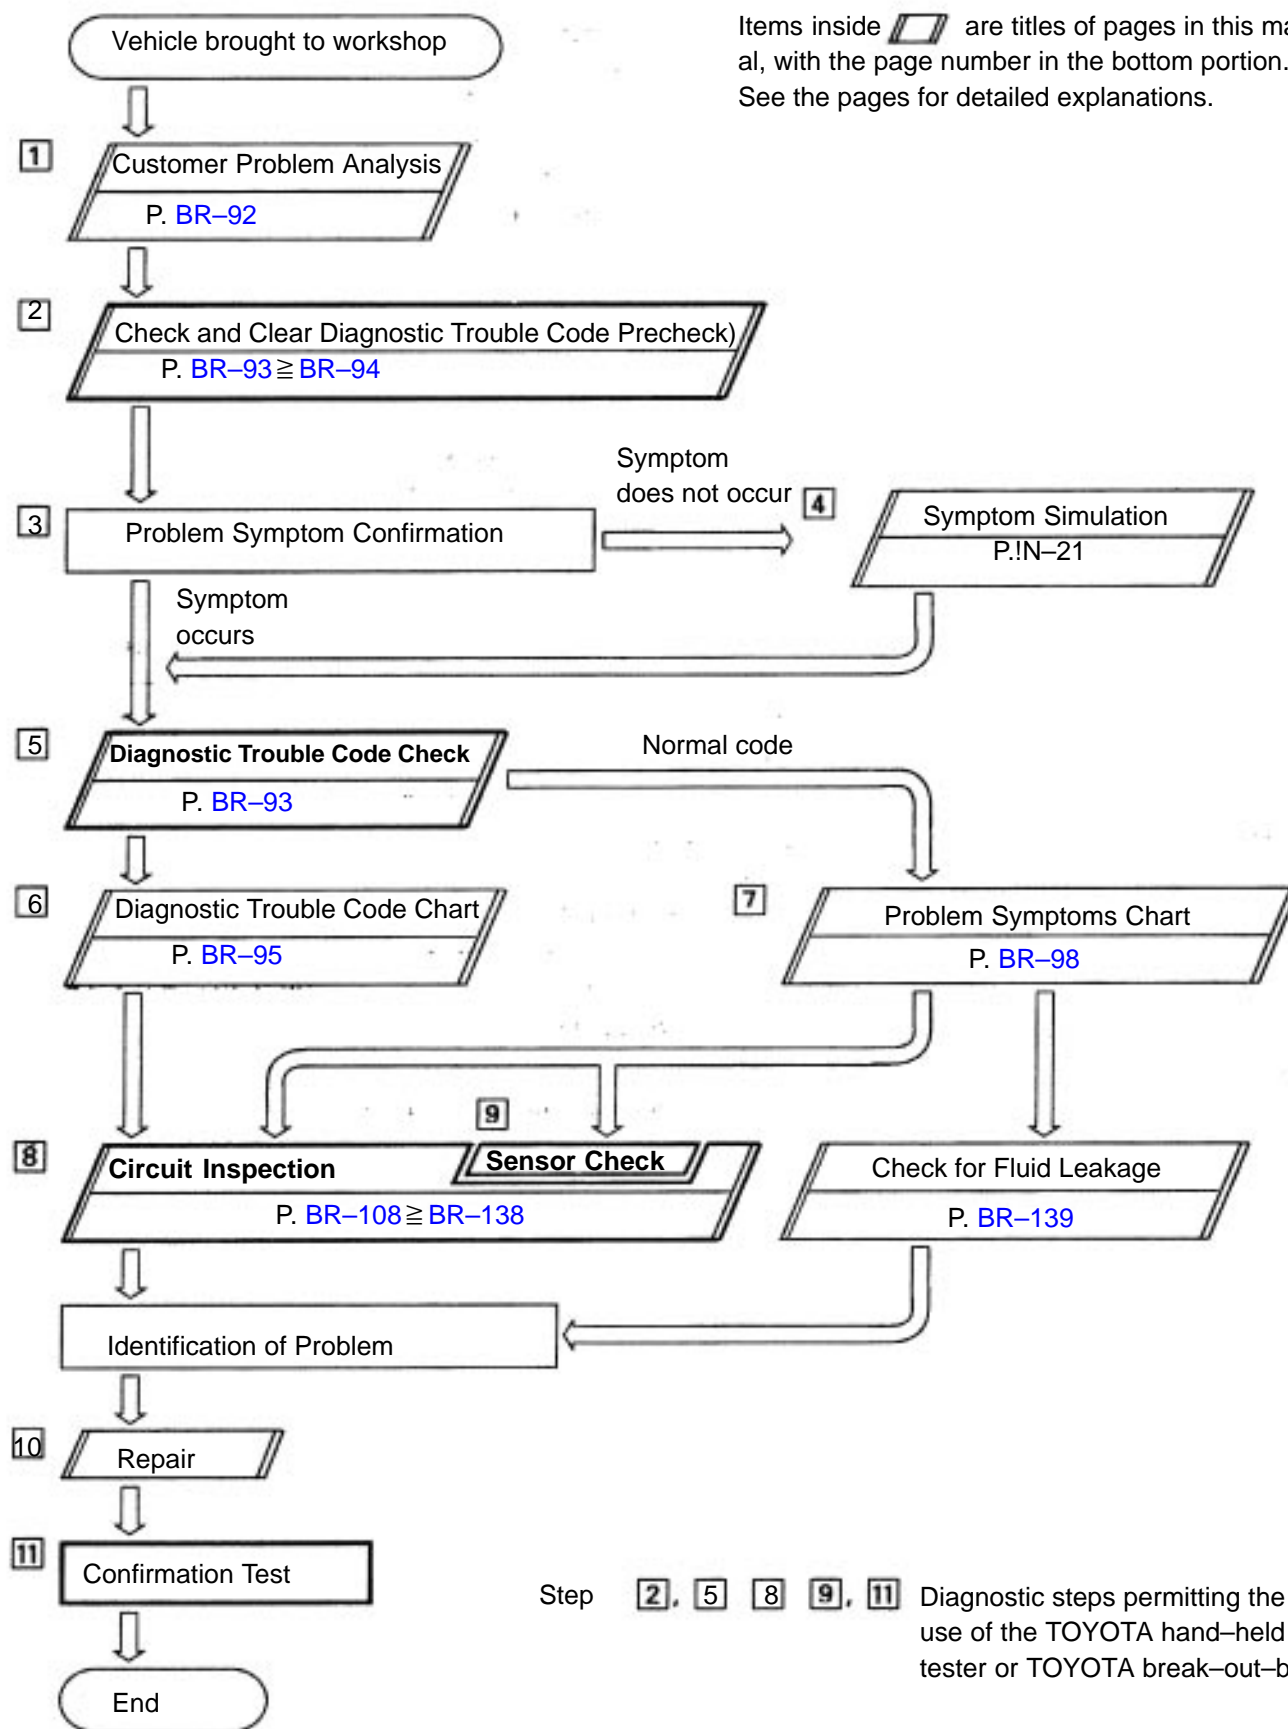 Vehicle brought to workshop
Items inside are titles of pages in this ma
al, with the page number in the bottom portion.
See the pages for detailed explanations.
1
Customer Problem Analysis
P. BR–92
2
Check and Clear Diagnostic Trouble Code Precheck)
P. BR–93≧BR–94
3
Problem Symptom Confirmation
Symptom
does not occur
4
Symptom Simulation
P.!N–21
Symptom
occurs
5
Diagnostic Trouble Code Check
P. BR–93
Normal code
6
Diagnostic Trouble Code Chart
P. BR–95
7
Problem Symptoms Chart
P. BR–98
8
Circuit Inspection
9
Sensor Check
P. BR–108≧BR–138
Check for Fluid Leakage
P. BR–139
Identification of Problem
10
Repair
11
Confirmation Test
Step 2, 5 8 9, 11 Diagnostic steps permitting the
use of the TOYOTA hand–held
tester or TOYOTA break–out–b
End